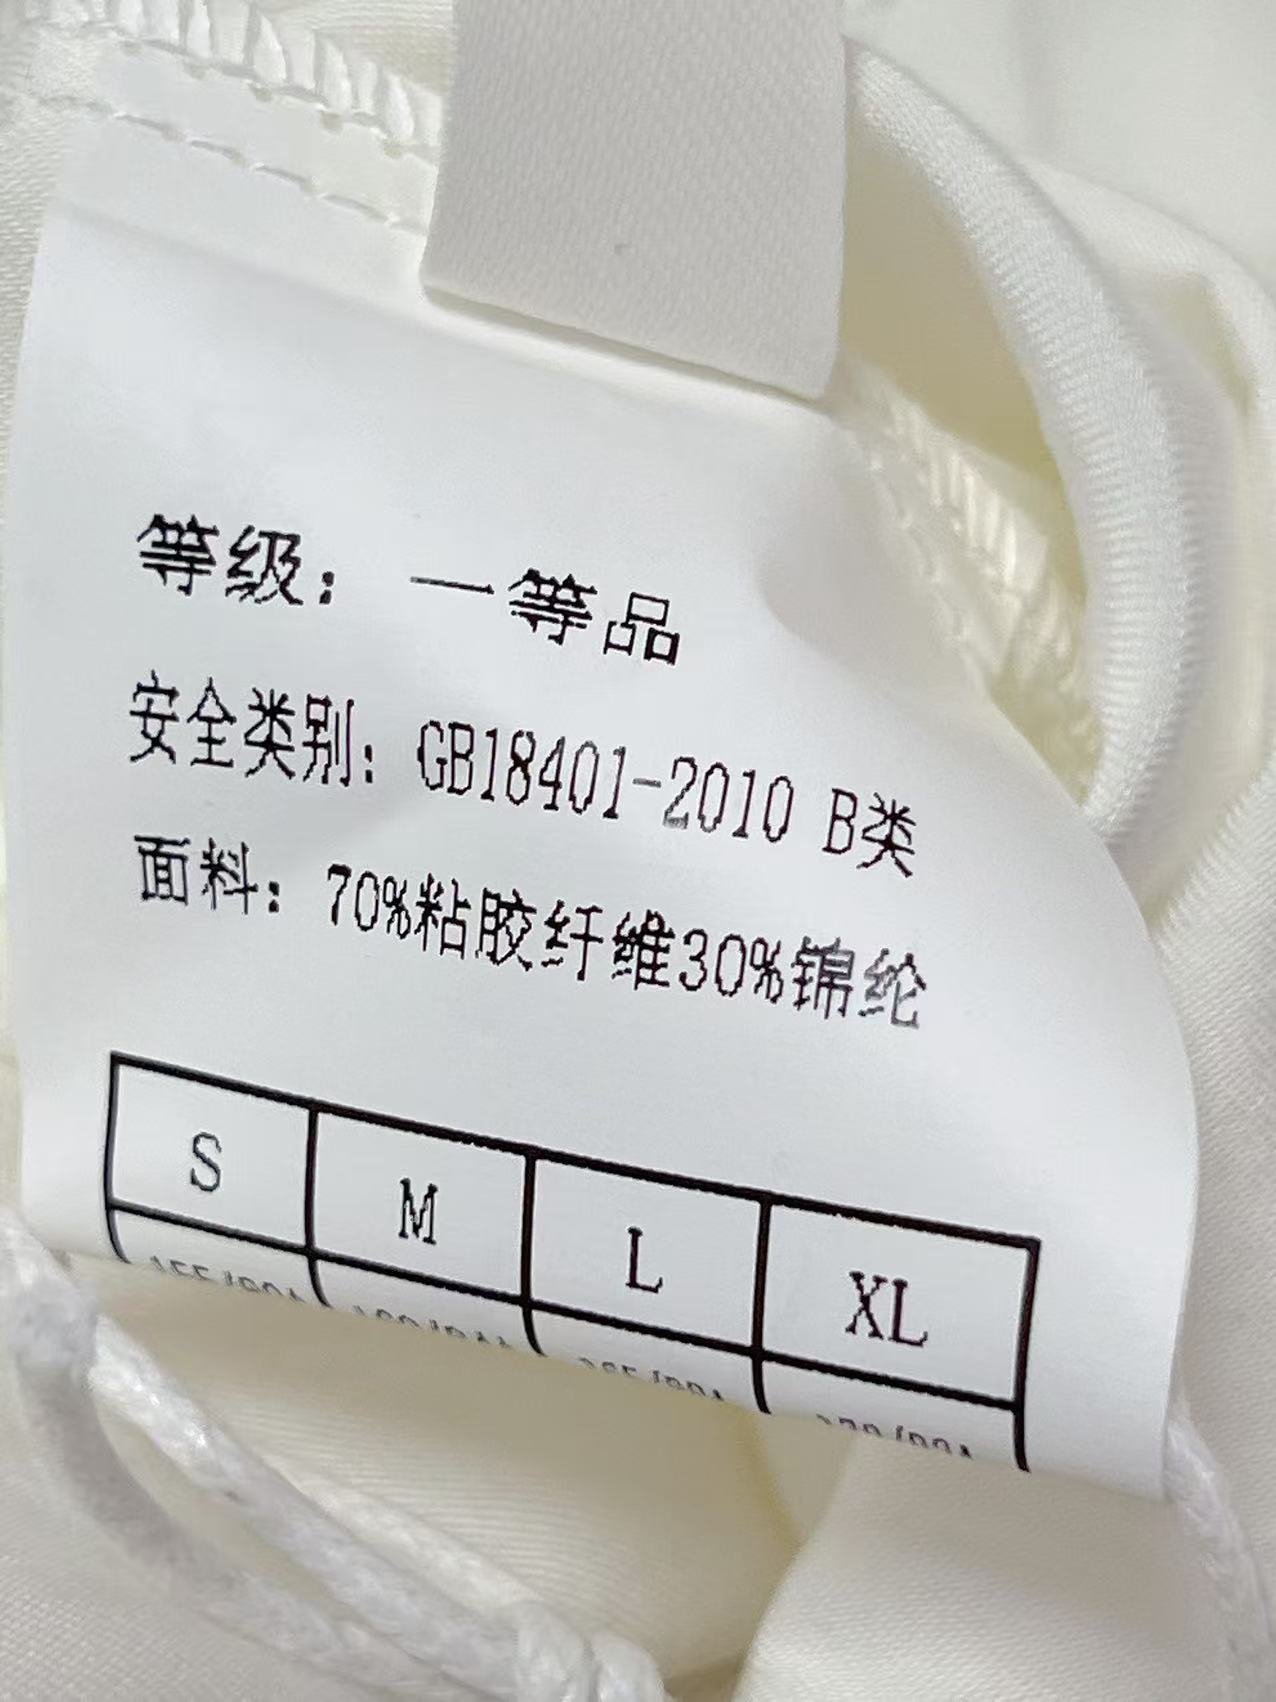 等级：一等品
安全类别：GB18401-2010 B类
面料：70%粘胶纤维30%锦纶
S M L XL